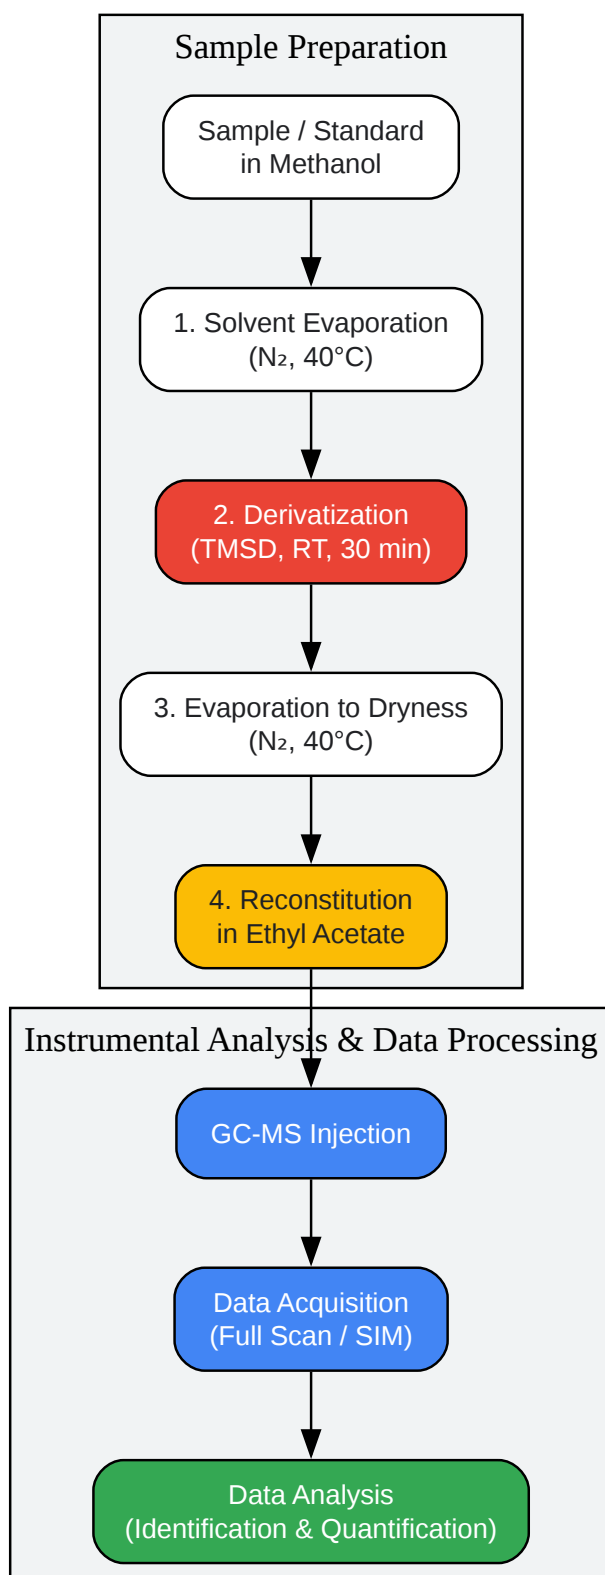 Sample Preparation
Sample / Standard
in Methanol
1. Solvent Evaporation
(N₂, 40°C)
2. Derivatization
(TMSD, RT, 30 min)
3. Evaporation to Dryness
(N₂, 40°C)
4. Reconstitution
in Ethyl Acetate
Instrumental Analysis & Data Processing
GC-MS Injection
Data Acquisition
(Full Scan / SIM)
Data Analysis
(Identification & Quantification)